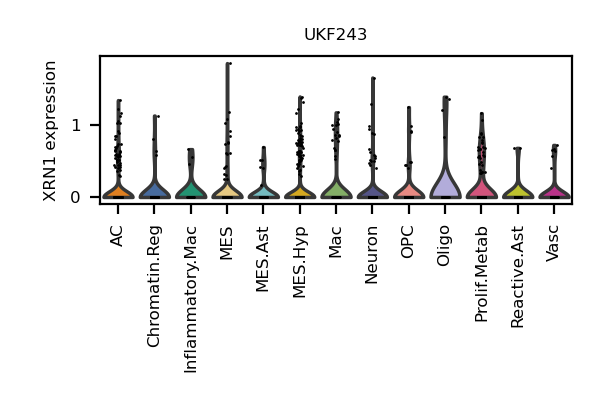 UKF243
XRN1 expression
1
0
AC
Chromatin.Reg
Inflammatory.Mac
MES
MES.Ast
MES.Hyp
Mac
Neuron
OPC
Oligo
Prolif.Metab
Reactive.Ast
Vasc